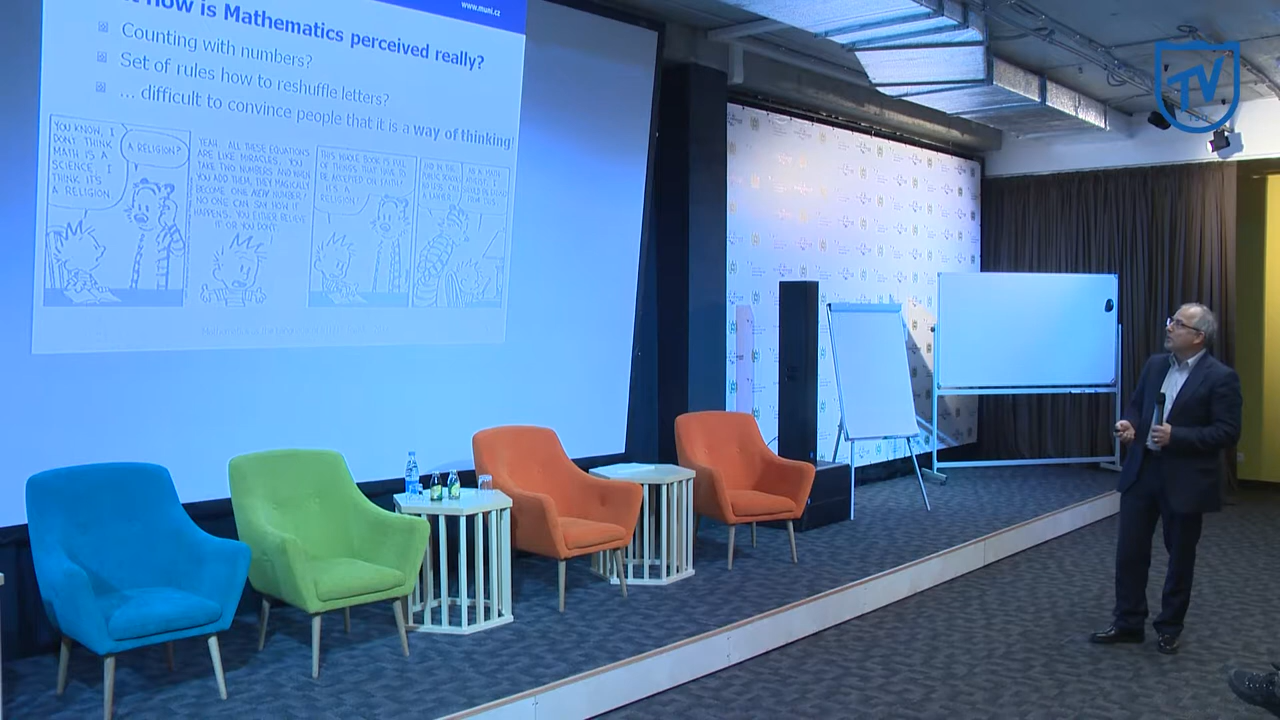 www.muni.cz
how is Mathematics perceived really?
Counting with numbers?
Set of rules how to reshuffle letters?
... difficult to convince people that it is a way of thinking!
YOU KNOW, I
DON'T THINK
MATH IS A
SCIENCE, I
THINK IT'S
A RELIGION.
A RELIGION?
YEAH. ALL THESE EQUATIONS
ARE LIKE MIRACLES. YOU
TAKE TWO NUMBERS AND WHEN
YOU ADD THEM, THEY MAGICALLY
BECOME ONE NEW NUMBER!
NO ONE CAN SAY HOW IT
HAPPENS. YOU EITHER BELIEVE
IT OR YOU DON'T.
THIS WHOLE BOOK IS FULL
OF THINGS THAT HAVE TO
BE ACCEPTED ON FAITH!
IT'S A
RELIGION!
AS A MATH
TV